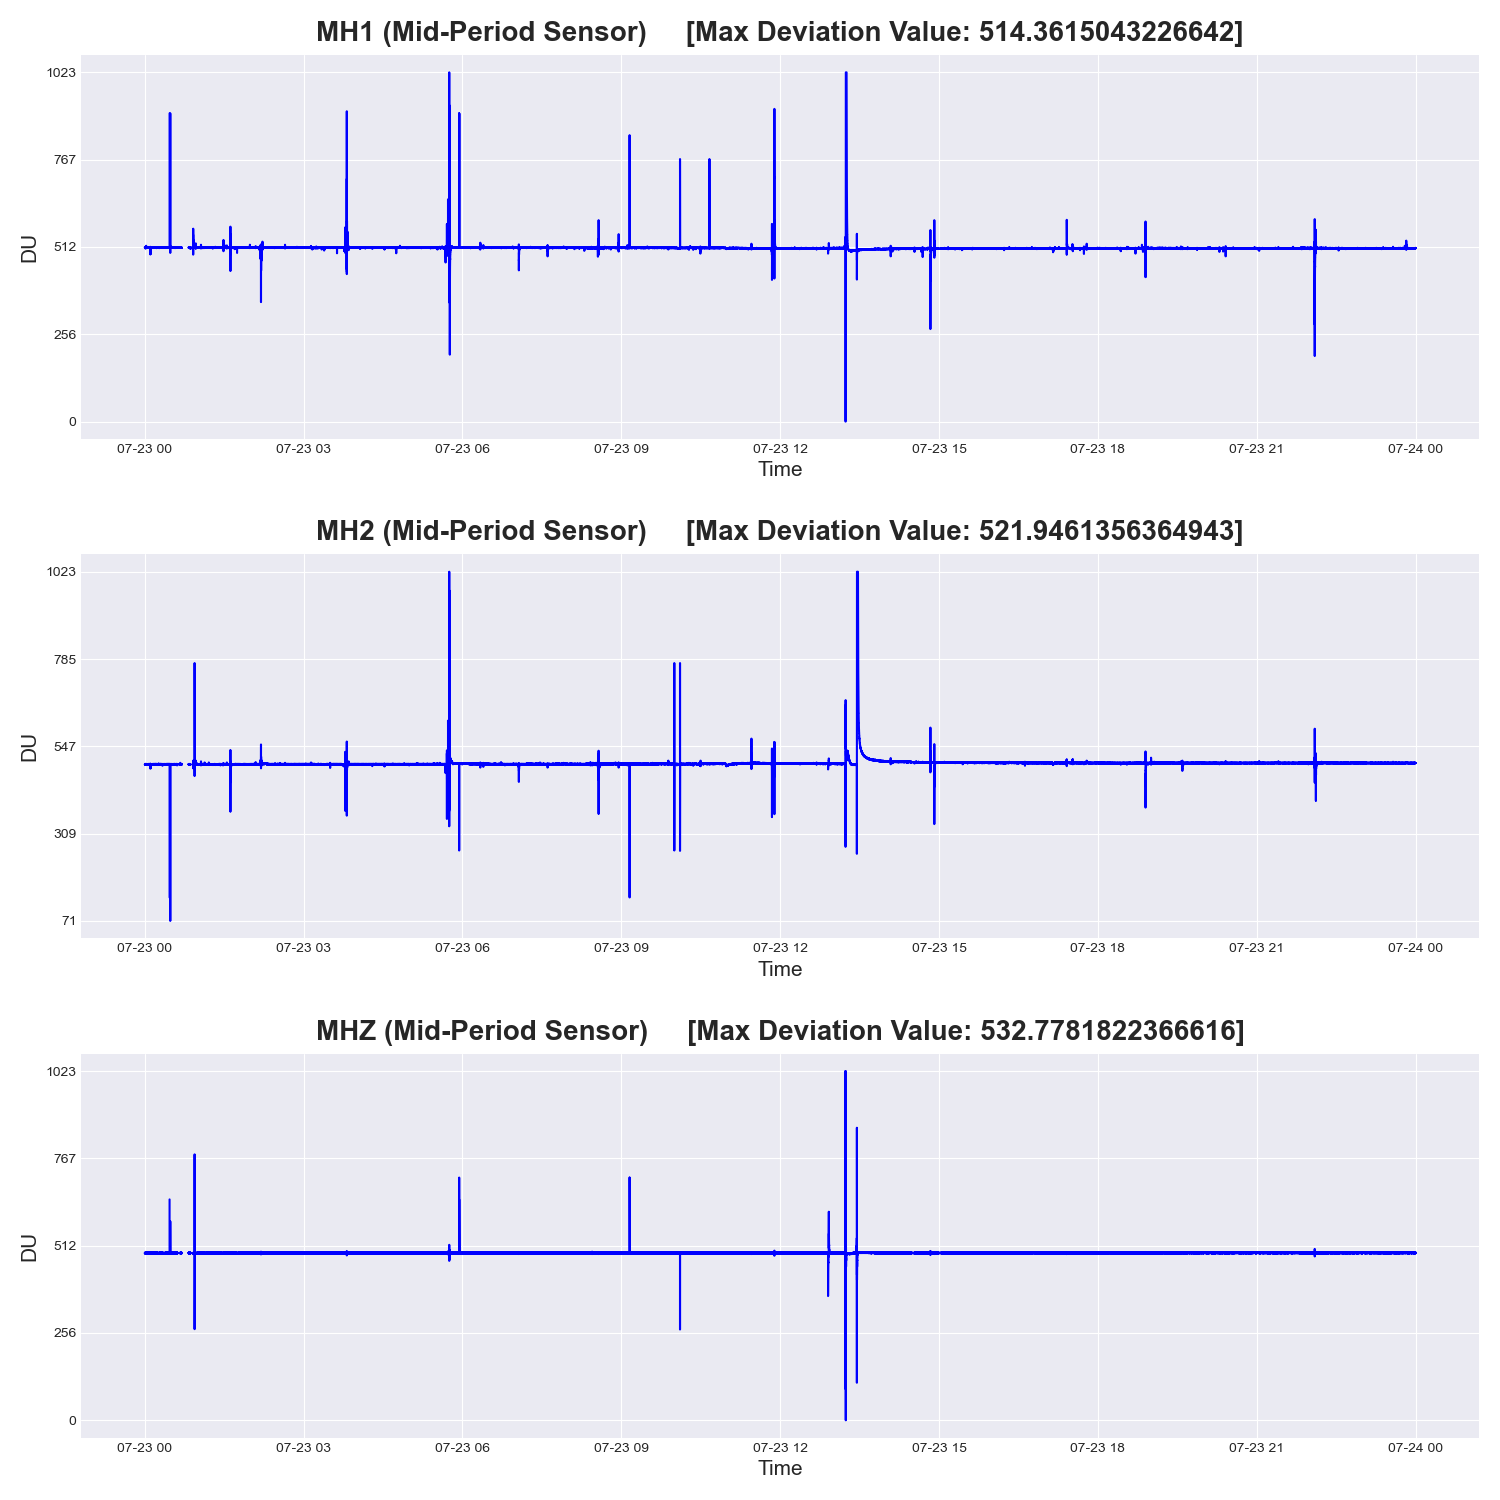 MH1 (Mid-Period Sensor) [Max Deviation Value: 514.3615043226642]
1023
767
512
256
0
DU
07-23 00 07-23 03 07-23 06 07-23 09 07-23 12 07-23 15 07-23 18 07-23 21 07-24 00
Time
MH2 (Mid-Period Sensor) [Max Deviation Value: 521.9461356364943]
1023
785
547
309
71
DU
07-23 00 07-23 03 07-23 06 07-23 09 07-23 12 07-23 15 07-23 18 07-23 21 07-24 00
Time
MHZ (Mid-Period Sensor) [Max Deviation Value: 532.7781822366616]
1023
767
512
256
0
DU
07-23 00 07-23 03 07-23 06 07-23 09 07-23 12 07-23 15 07-23 18 07-23 21 07-24 00
Time